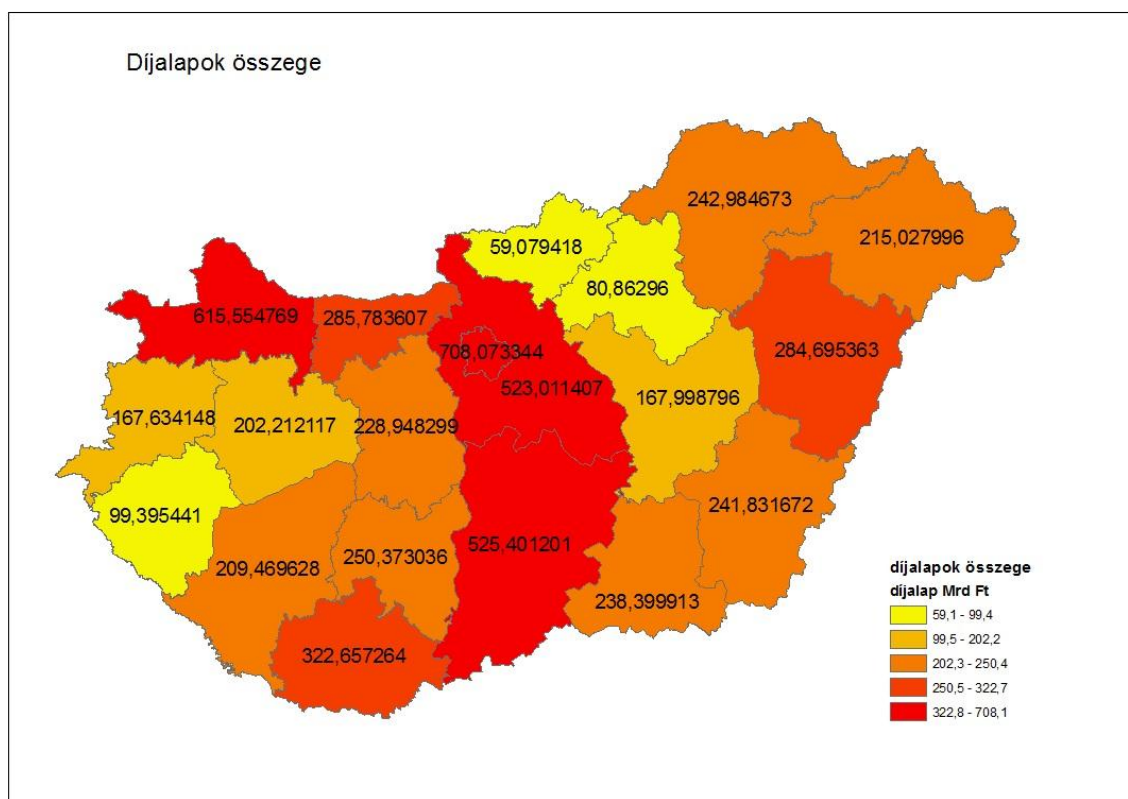 Díjalapok összege
242,984673
215,027996
59,079418
80,86296
615,554769
285,783607
708,073344
284,695363
523,011407
167,998796
167,634148
202,212117
228,948299
241,831672
99,395441
525,401201
250,373036
209,469628
238,399913
322,657264
díjalapok összege
díjalap Mrd Ft
59,1 - 99,4
99,5 - 202,2
202,3 - 250,4
250,5 - 322,7
322,8 - 708,1